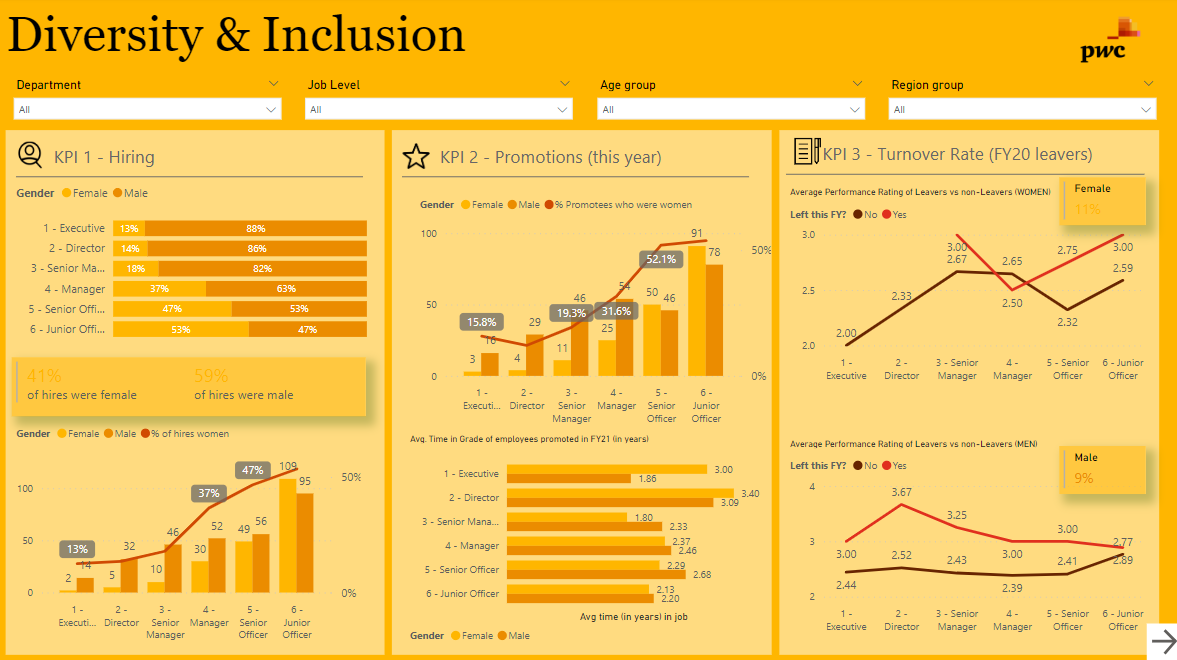 Diversity & Inclusion
pwc
Department
Job Level
Age group
Region group
All
All
All
All
KPI 1 - Hiring
Gender Female Male
1 - Executive 13% 88%
2 - Director 14% 86%
3 - Senior Ma... 18% 82%
4 - Manager 37% 63%
5 - Senior Offi... 47% 53%
6 - Junior Offi... 53% 47%
41%
of hires were female
59%
of hires were male
Gender Female Male % of hires women
100
50
0
50%
0%
2 14 5 32 10 46 30 52 49 56 109 95
13% 37% 47%
1 - Executi...
2 - Director
3 - Senior Manager
4 - Manager
5 - Senior Officer
6 - Junior Officer
KPI 2 - Promotions (this year)
Gender Female Male % Promotees who were women
100
50
0
50%
0%
3 16 4 29 11 46 25 54 50 46 91 78
15.8% 19.3% 31.6% 52.1%
1 - Executi...
2 - Director
3 - Senior Manager
4 - Manager
5 - Senior Officer
6 - Junior Officer
Avg. Time in Grade of employees promoted in FY21 (in years)
1 - Executive 3.00 1.86
2 - Director 3.40 3.09
3 - Senior Mana... 1.80 2.33
4 - Manager 2.37 2.46
5 - Senior Officer 2.29 2.68
6 - Junior Officer 2.13 2.20
Avg time (in years) in job
Gender Female Male
KPI 3 - Turnover Rate (FY20 leavers)
Average Performance Rating of Leavers vs non-Leavers (WOMEN)
Left this FY? No Yes
Female
11%
3.0
2.5
2.0
2.00 2.33 3.00 2.67 2.65 2.50 2.75 2.32 3.00 2.59
1 - Executive
2 - Director
3 - Senior Manager
4 - Manager
5 - Senior Officer
6 - Junior Officer
Average Performance Rating of Leavers vs non-Leavers (MEN)
Left this FY? No Yes
Male
9%
4
3
2
3.00 2.44 3.67 2.52 3.25 2.43 3.00 2.39 3.00 2.41 2.77 2.89
1 - Executive
2 - Director
3 - Senior Manager
4 - Manager
5 - Senior Officer
6 - Junior Officer